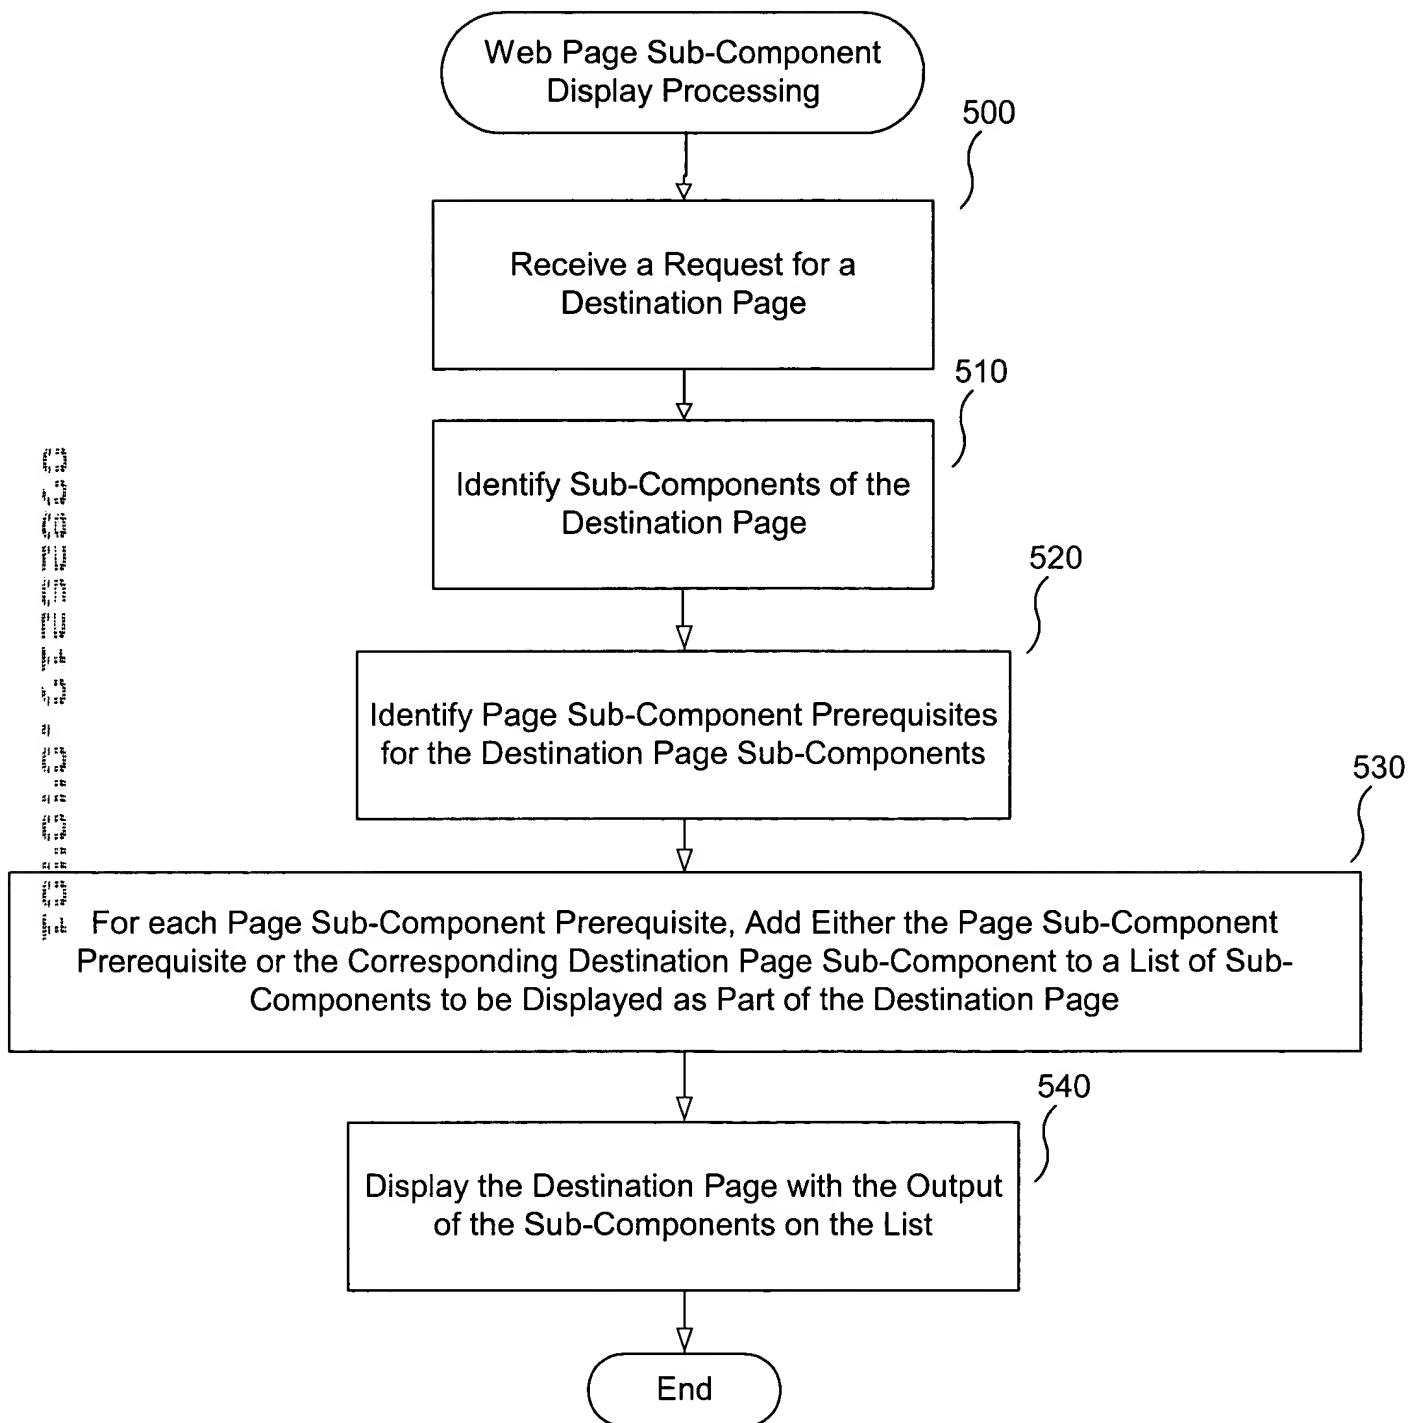 Web Page Sub-Component
Display Processing
500
Receive a Request for a
Destination Page
510
Identify Sub-Components of the
Destination Page
520
Identify Page Sub-Component Prerequisites
for the Destination Page Sub-Components
530
For each Page Sub-Component Prerequisite, Add Either the Page Sub-Component
Prerequisite or the Corresponding Destination Page Sub-Component to a List of Sub-
Components to be Displayed as Part of the Destination Page
540
Display the Destination Page with the Output
of the Sub-Components on the List
End